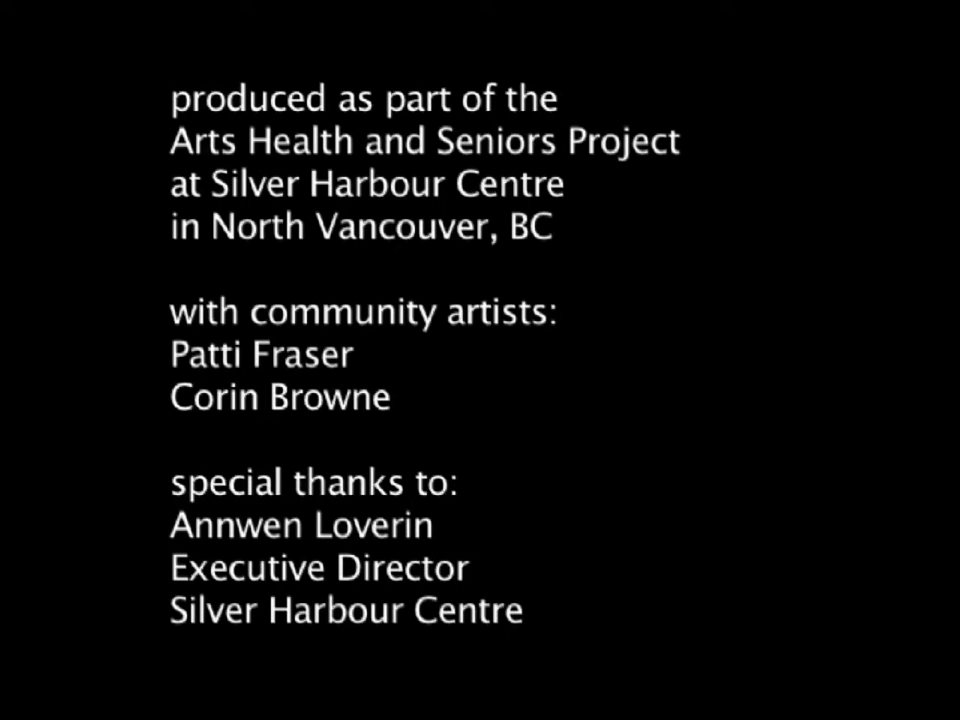 produced as part of the
Arts Health and Seniors Project
at Silver Harbour Centre
in North Vancouver, BC
with community artists:
Patti Fraser
Corin Browne
special thanks to:
Annwen Loverin
Executive Director
Silver Harbour Centre